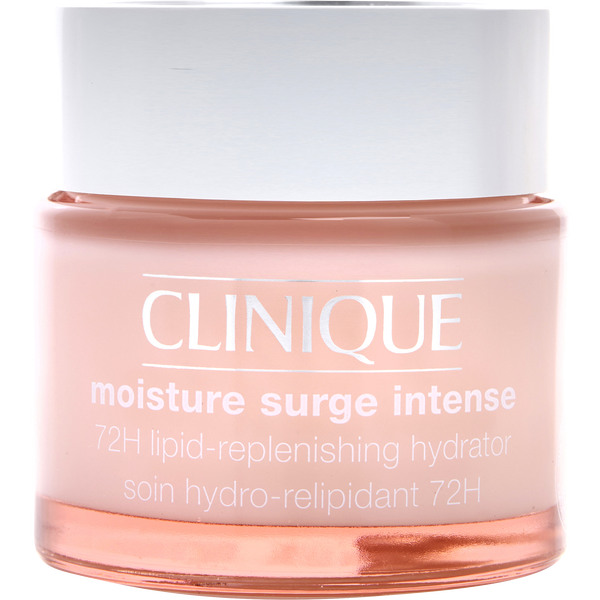 CLINIQUE
moisture surge intense
72H lipid-replenishing hydrator
soin hydro-relipidant 72H